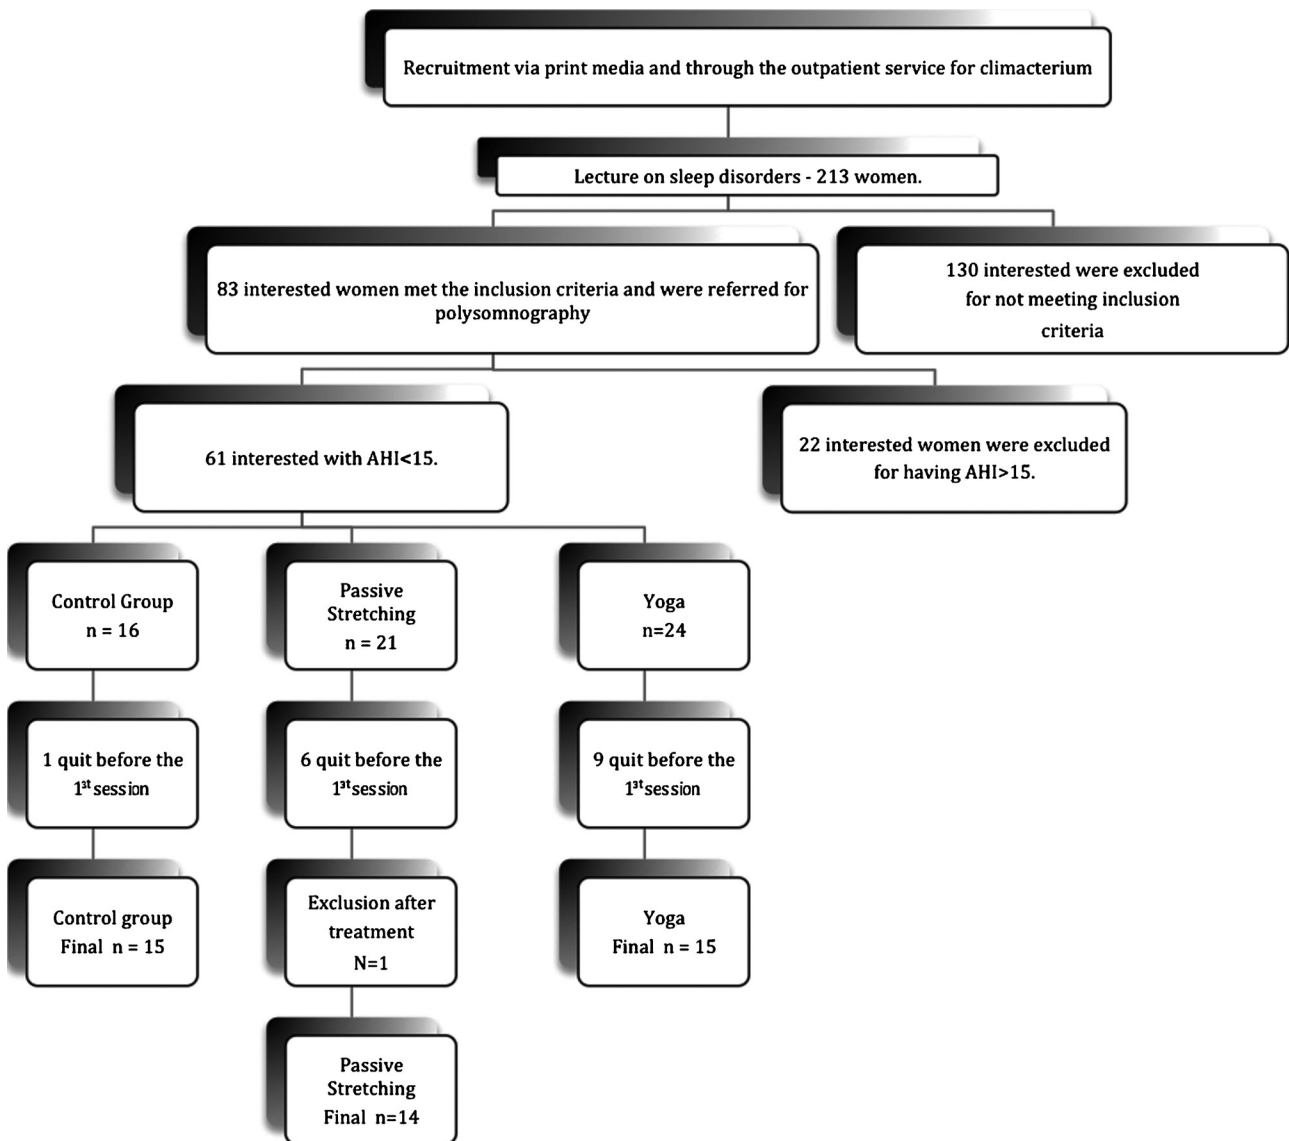 Recruitment via print media and through the outpatient service for climacterium
Lecture on sleep disorders - 213 women.
83 interested women met the inclusion criteria and were referred for
polysomnography
130 interested were excluded
for not meeting inclusion
criteria
61 interested with AHI<15.
22 interested women were excluded
for having AHI>15.
Control Group
n = 16
Passive
Stretching
n = 21
Yoga
n=24
1 quit before the
1st session
6 quit before the
1st session
9 quit before the
1st session
Control group
Final n = 15
Exclusion after
treatment
N=1
Yoga
Final n = 15
Passive
Stretching
Final n=14